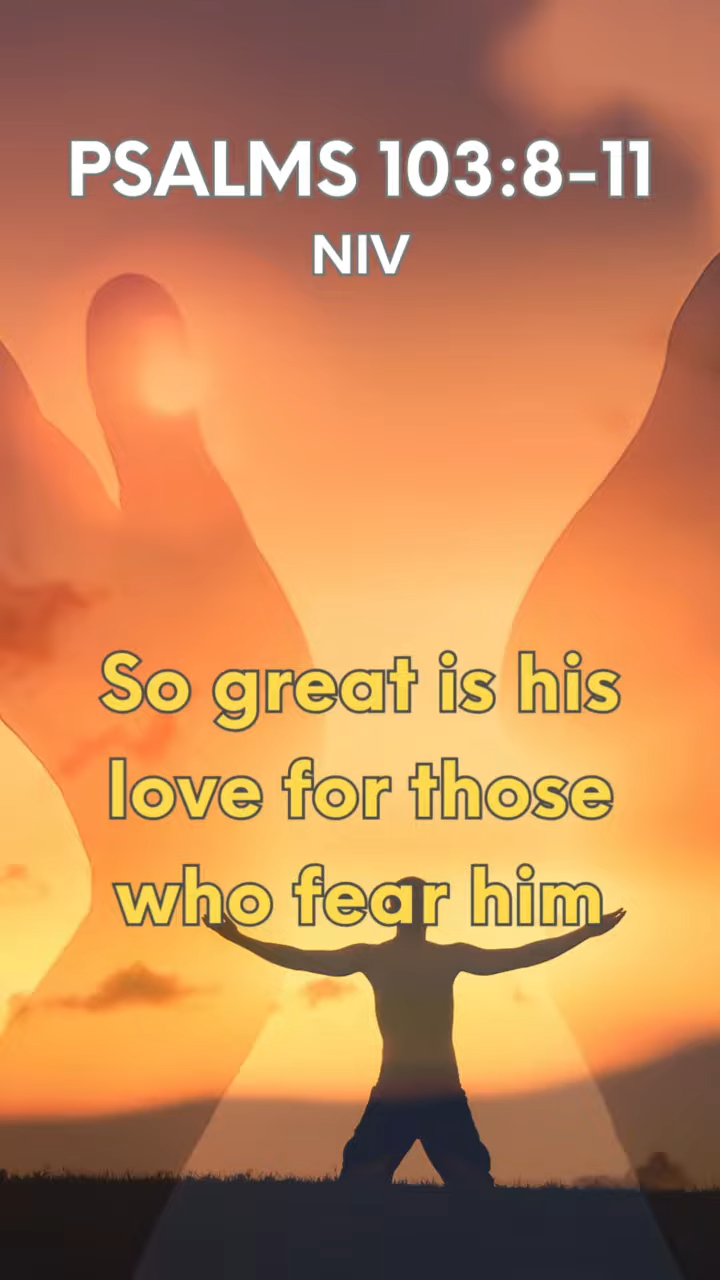 PSALMS 103:8-11
NIV
So great is his
love for those
who fear him